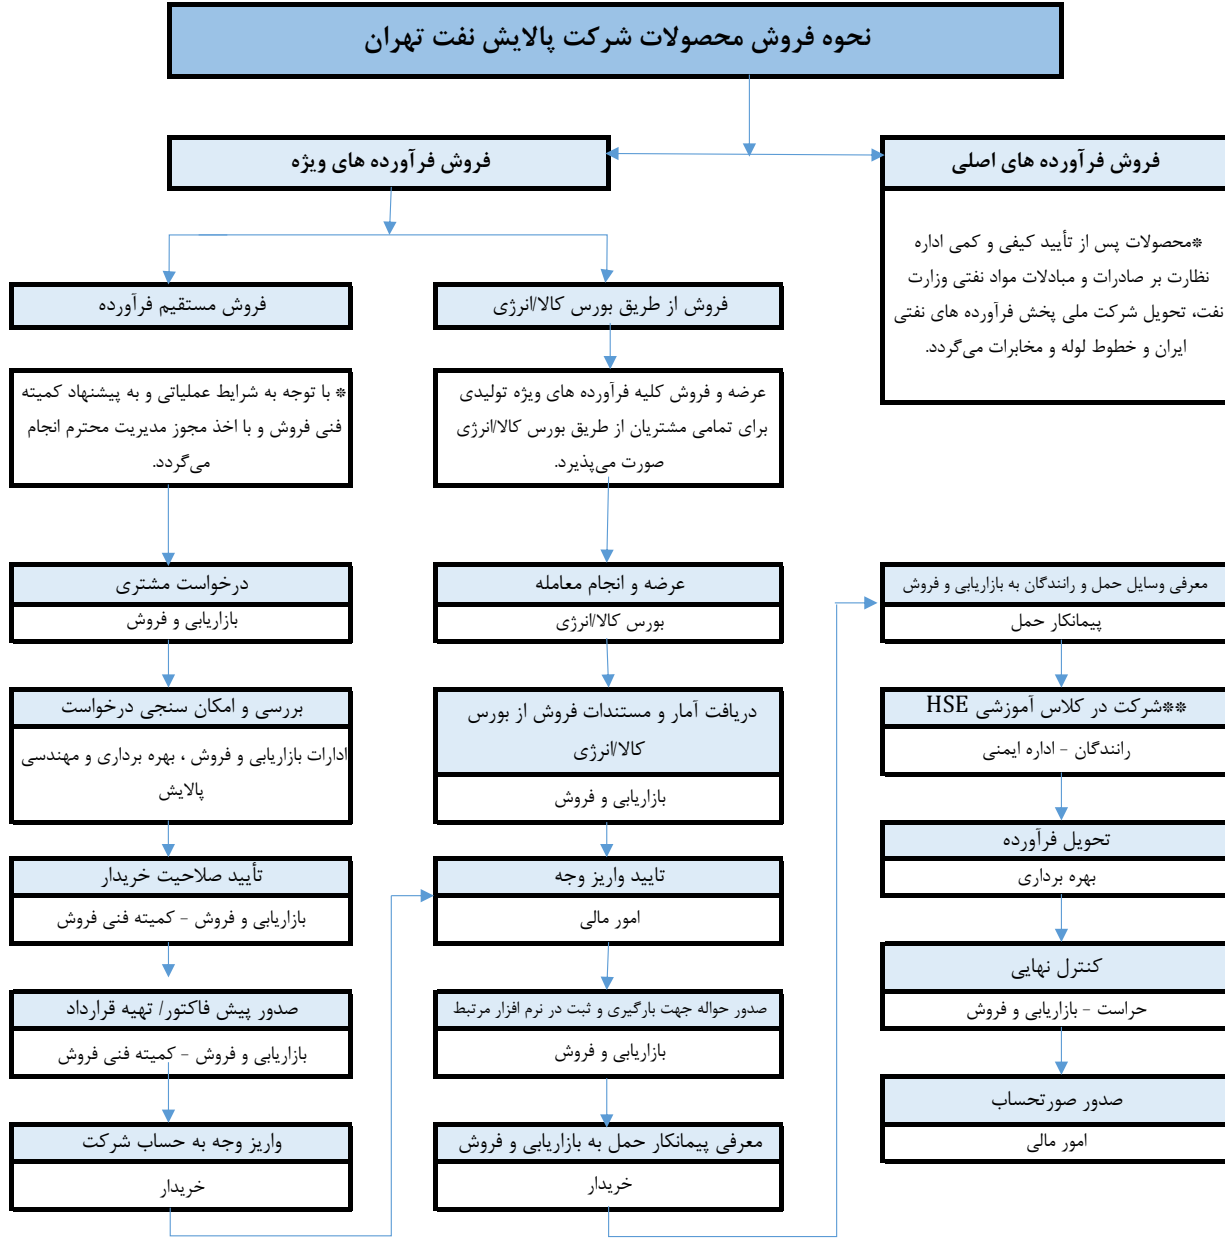 نحوه فروش محصولات شرکت پالایش نفت تهران
فروش فرآورده های اصلی
*محصولات پس از تأیید کیفی و کمی اداره
نظارت بر صادرات و مبادلات مواد نفتی وزارت
نفت، تحویل شرکت ملی پخش فرآورده های نفتی
ایران و خطوط لوله و مخابرات می‌گردد.
فروش فرآورده های ویژه
فروش مستقیم فرآورده
* با توجه به شرایط عملیاتی و به پیشنهاد کمیته
فنی فروش و با اخذ مجوز مدیریت محترم انجام
می‌گردد.
درخواست مشتری
بازاریابی و فروش
بررسی و امکان سنجی درخواست
ادارات بازاریابی و فروش ، بهره برداری و مهندسی
پالایش
تأیید صلاحیت خریدار
بازاریابی و فروش - کمیته فنی فروش
صدور پیش فاکتور/ تهیه قرارداد
بازاریابی و فروش - کمیته فنی فروش
واریز وجه به حساب شرکت
خریدار
فروش از طریق بورس کالا/انرژی
عرضه و فروش کلیه فرآورده های ویژه تولیدی
برای تمامی مشتریان از طریق بورس کالا/انرژی
صورت می‌پذیرد.
عرضه و انجام معامله
بورس کالا/انرژی
دریافت آمار و مستندات فروش از بورس
کالا/انرژی
بازاریابی و فروش
تایید واریز وجه
امور مالی
صدور حواله جهت بارگیری و ثبت در نرم افزار مرتبط
بازاریابی و فروش
معرفی پیمانکار حمل به بازاریابی و فروش
خریدار
معرفی وسایل حمل و رانندگان به بازاریابی و فروش
پیمانکار حمل
**شرکت در کلاس آموزشی HSE
رانندگان - اداره ایمنی
تحویل فرآورده
بهره برداری
کنترل نهایی
حراست - بازاریابی و فروش
صدور صورتحساب
امور مالی